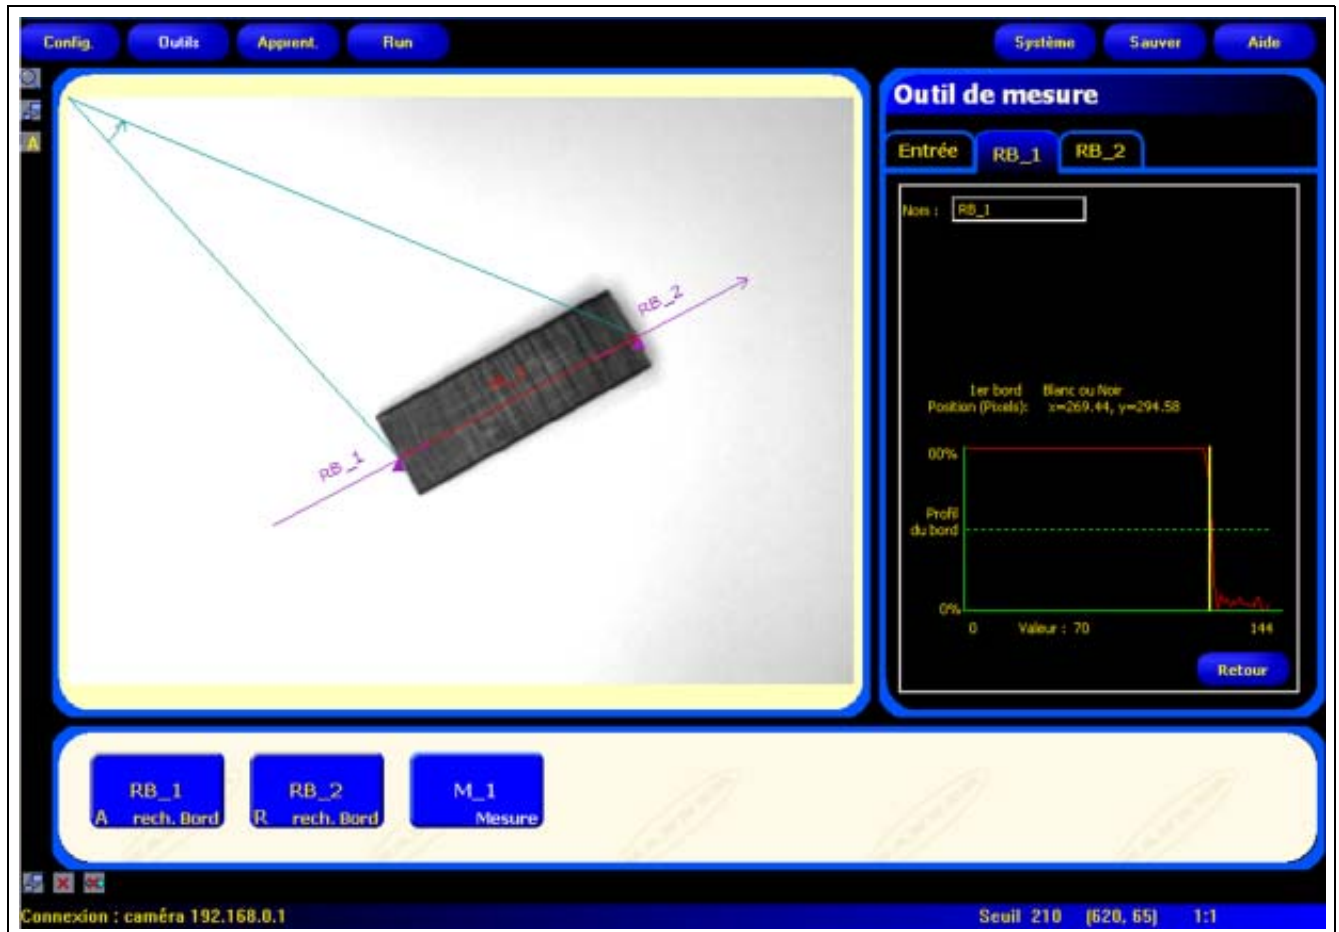 Config. Outils Apprent. Run Système Sauver Aide
A
Outil de mesure
Entrée RB_1 RB_2
Nom : RB_1
RB_2
RB_1
1er bord Blanc ou Noir
Position (Pixels): x=269.44, y=294.58
00%
Profil
du bord
0%
0 Valeur : 70 144
Retour
RB_1
A rech. Bord
RB_2
R rech. Bord
M_1
Mesure
Connexion : caméra 192.168.0.1 Seuil 210 (620, 65) 1:1